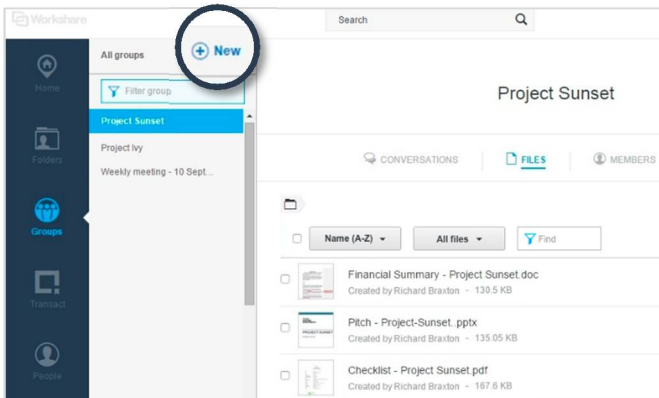 Workshare
Search
Home
Folders
Groups
Transact
People
All groups
New
Filter group
Project Sunset
Project Ivy
Weekly meeting - 10 Sept...
Project Sunset
CONVERSATIONS
FILES
MEMBERS
Name (A-Z)
All files
Find
Financial Summary - Project Sunset.doc
Created by Richard Braxton - 130.5 KB
Pitch - Project-Sunset..pptx
Created by Richard Braxton - 135.05 KB
Checklist - Project Sunset.pdf
Created by Richard Braxton - 167.6 KB